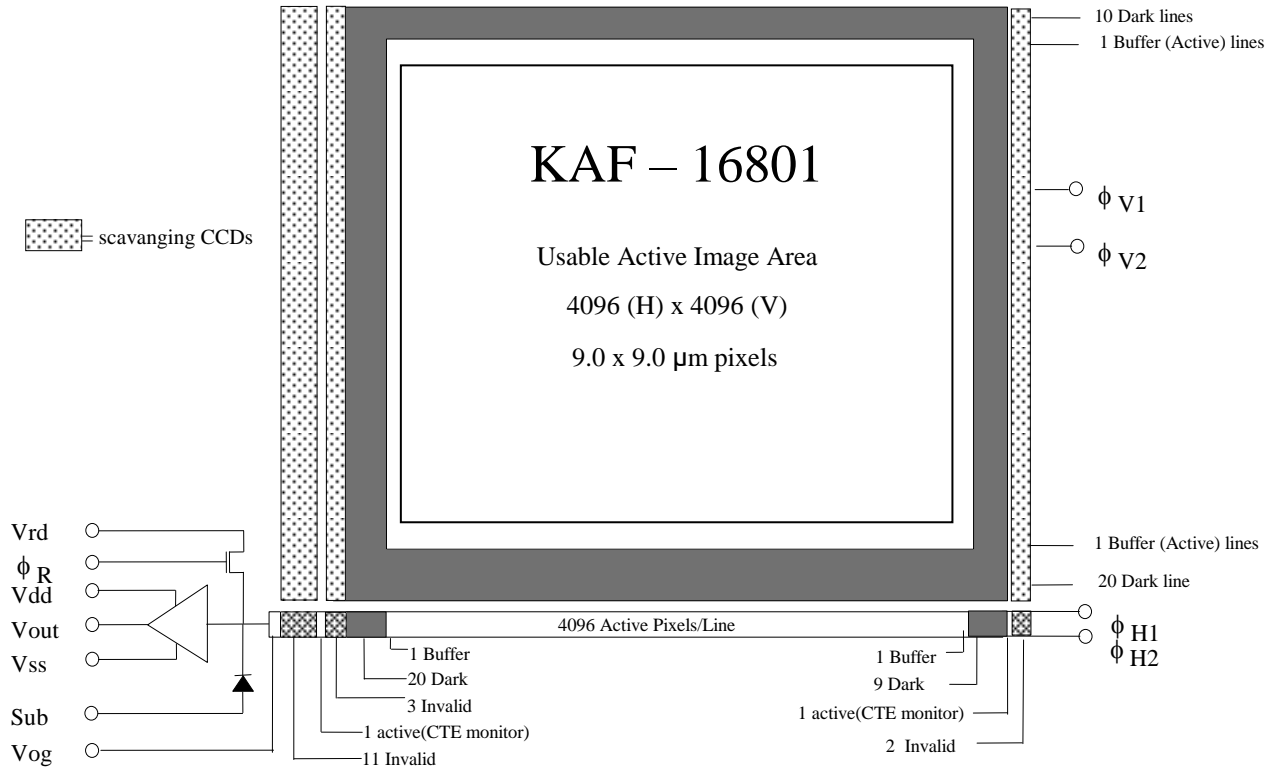 10 Dark lines
1 Buffer (Active) lines
KAF – 16801
ϕ V1
= scavanging CCDs
Usable Active Image Area
ϕ V2
4096 (H) x 4096 (V)
9.0 x 9.0 µm pixels
Vrd
1 Buffer (Active) lines
ϕ R
20 Dark line
Vdd
Vout
4096 Active Pixels/Line
ϕ H1
ϕ H2
Vss
1 Buffer
1 Buffer
20 Dark
9 Dark
3 Invalid
Sub
1 active(CTE monitor)
1 active(CTE monitor)
Vog
11 Invalid
2 Invalid